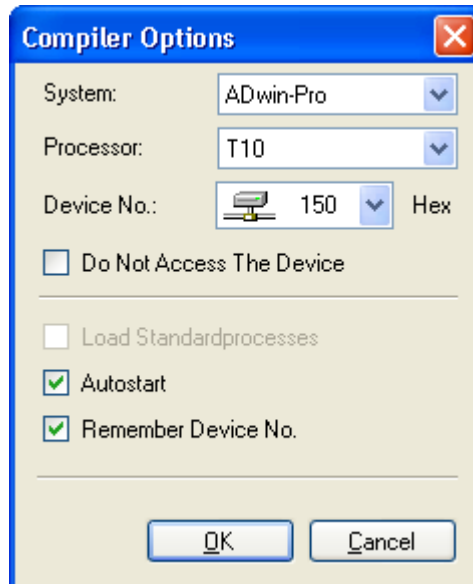 Compiler Options
System: ADwin-Pro
Processor: T10
Device No.: 150 Hex
Do Not Access The Device
Load Standardprocesses
Autostart
Remember Device No.
OK Cancel